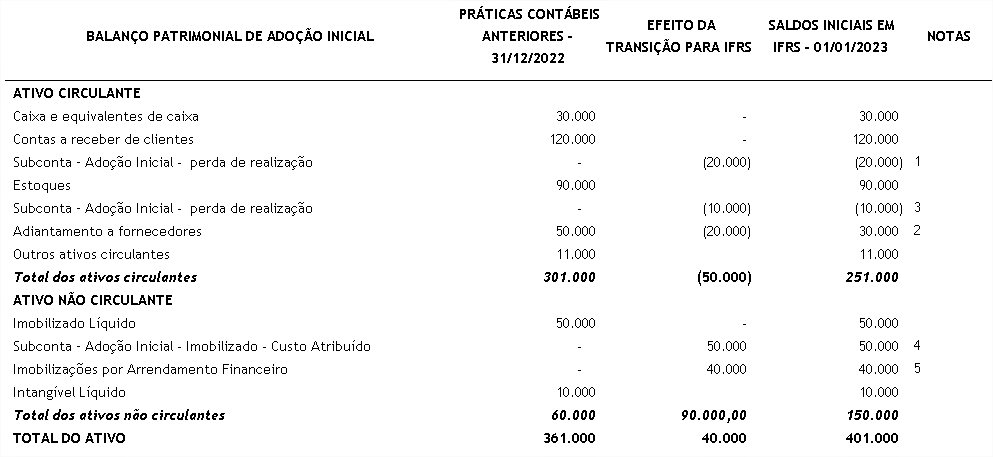 BALANÇO PATRIMONIAL DE ADOÇÃO INICIAL PRÁTICAS CONTÁBEIS ANTERIORES - 31/12/2022 EFEITO DA TRANSIÇÃO PARA IFRS SALDOS INICIAIS EM IFRS - 01/01/2023 NOTAS
ATIVO CIRCULANTE
Caixa e equivalentes de caixa 30.000 - 30.000
Contas a receber de clientes 120.000 - 120.000
Subconta - Adoção Inicial - perda de realização - (20.000) (20.000) 1
Estoques 90.000 90.000
Subconta - Adoção Inicial - perda de realização - (10.000) (10.000) 3
Adiantamento a fornecedores 50.000 (20.000) 30.000 2
Outros ativos circulantes 11.000 11.000
Total dos ativos circulantes 301.000 (50.000) 251.000
ATIVO NÃO CIRCULANTE
Imobilizado Líquido 50.000 - 50.000
Subconta - Adoção Inicial - Imobilizado - Custo Atribuído - 50.000 50.000 4
Imobilizações por Arrendamento Financeiro - 40.000 40.000 5
Intangível Líquido 10.000 10.000
Total dos ativos não circulantes 60.000 90.000,00 150.000
TOTAL DO ATIVO 361.000 40.000 401.000